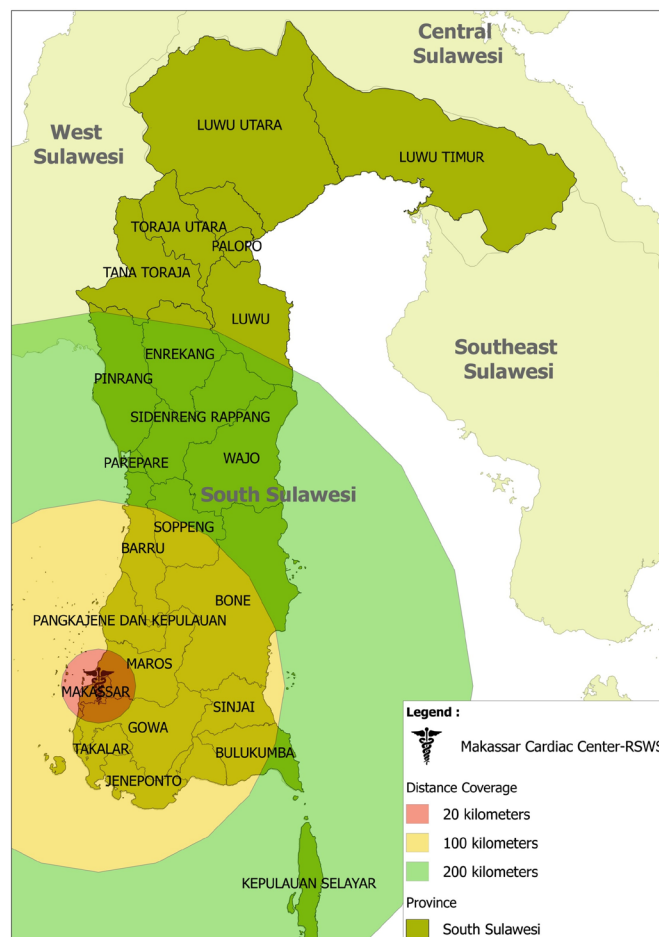 Central
Sulawesi
West
Sulawesi
LUWU UTARA
LUWU TIMUR
TORAJA UTARA
PALOPO
TANA TORAJA
LUWU
Southeast
Sulawesi
ENREKANG
PINRANG
SIDENRENG RAPPANG
PAREPARE
WAJO
South Sulawesi
SOPPENG
BARRU
BONE
PANGKAJENE DAN KEPULAUAN
MAROS
MAKASSAR
SINJAI
GOWA
TAKALAR
BULUKUMBA
JENEPONTO
KEPULAUAN SELAYAR
Legend :
Makassar Cardiac Center-RSWS
Distance Coverage
20 kilometers
100 kilometers
200 kilometers
Province
South Sulawesi